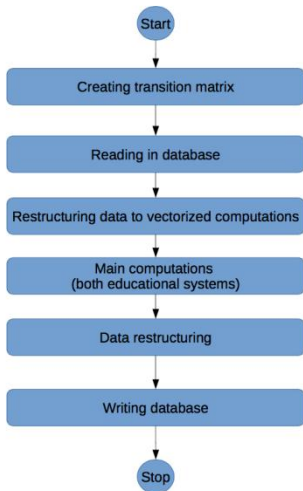 Start
Creating transition matrix
Reading in database
Restructuring data to vectorized computations
Main computations
(both educational systems)
Data restructuring
Writing database
Stop